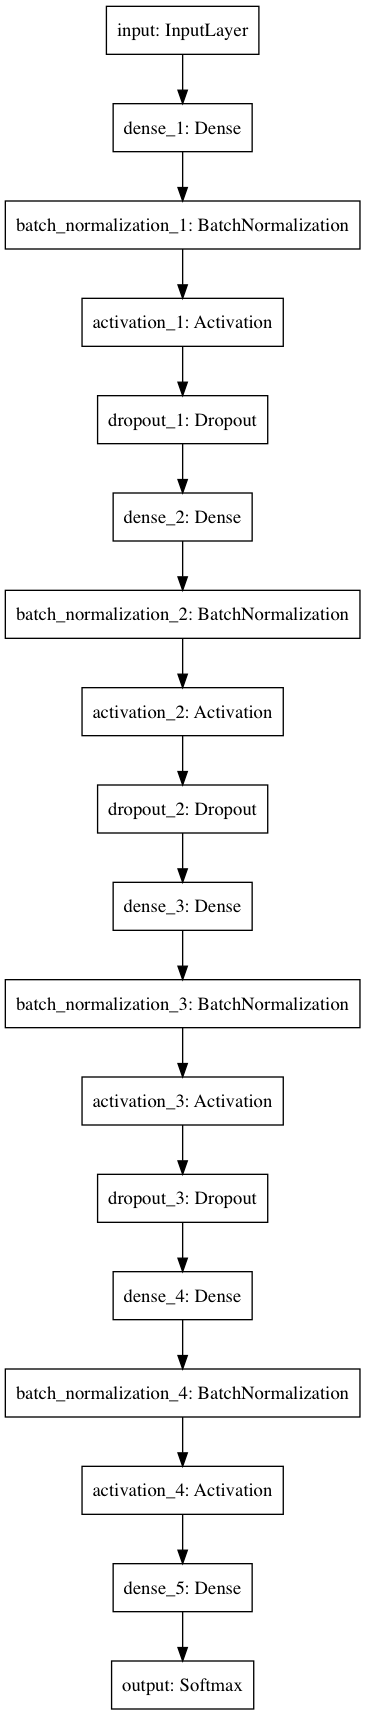 input: InputLayer
dense_1: Dense
batch_normalization_1: BatchNormalization
activation_1: Activation
dropout_1: Dropout
dense_2: Dense
batch_normalization_2: BatchNormalization
activation_2: Activation
dropout_2: Dropout
dense_3: Dense
batch_normalization_3: BatchNormalization
activation_3: Activation
dropout_3: Dropout
dense_4: Dense
batch_normalization_4: BatchNormalization
activation_4: Activation
dense_5: Dense
output: Softmax